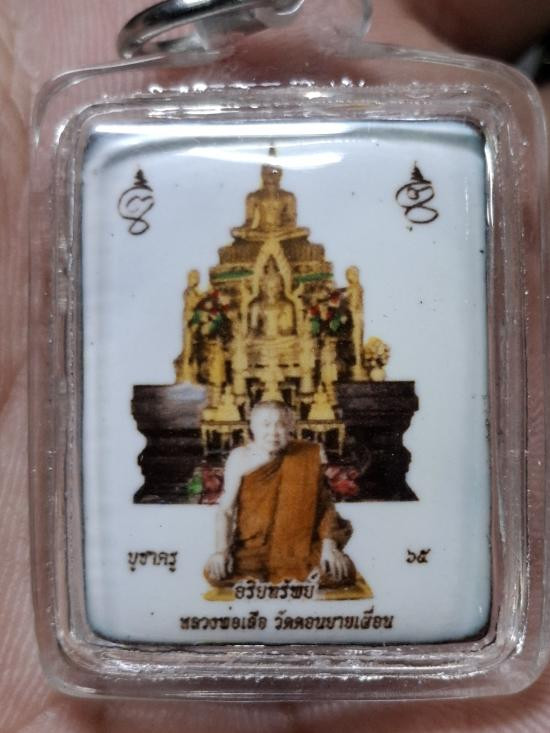 บูชาครู ๖๕
อริยทรัพย์
หลวงพ่อเสือ วัดดอนยายเสื่อน